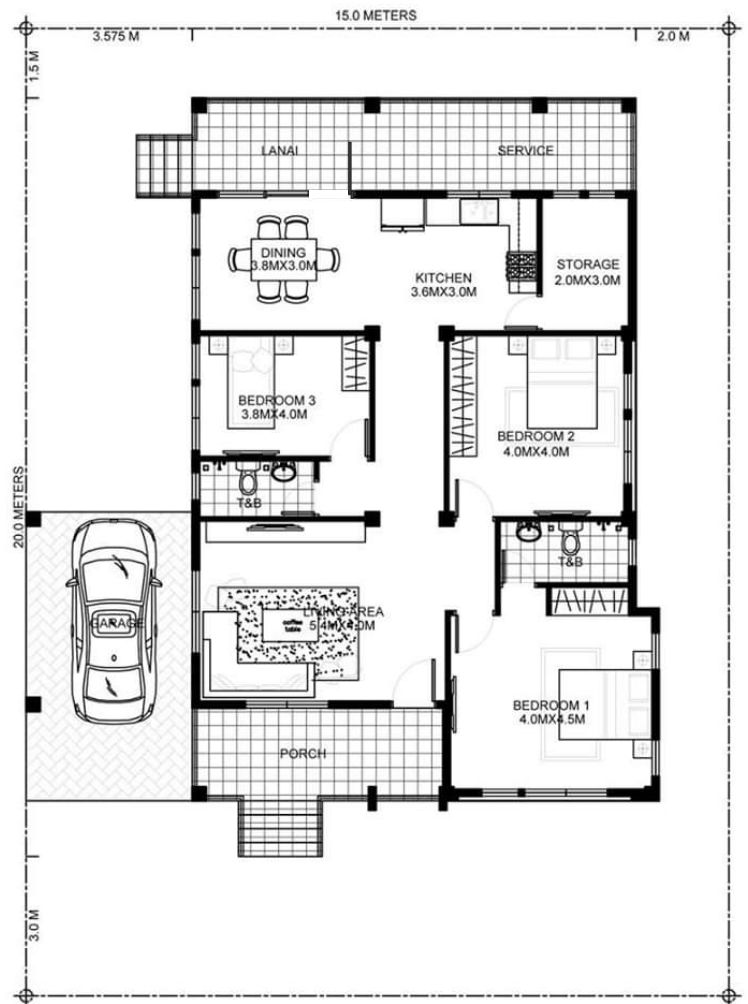 15.0 METERS
3.575 M
2.0 M
1.5 M
LANAI
SERVICE
DINING
3.8MX3.0M
KITCHEN
3.6MX3.0M
STORAGE
2.0MX3.0M
BEDROOM 3
3.8MX4.0M
BEDROOM 2
4.0MX4.0M
T&B
20.0 METERS
T&B
GARAGE
LIVING AREA
5.4MX4.0M
coffee
table
BEDROOM 1
4.0MX4.5M
PORCH
3.0 M